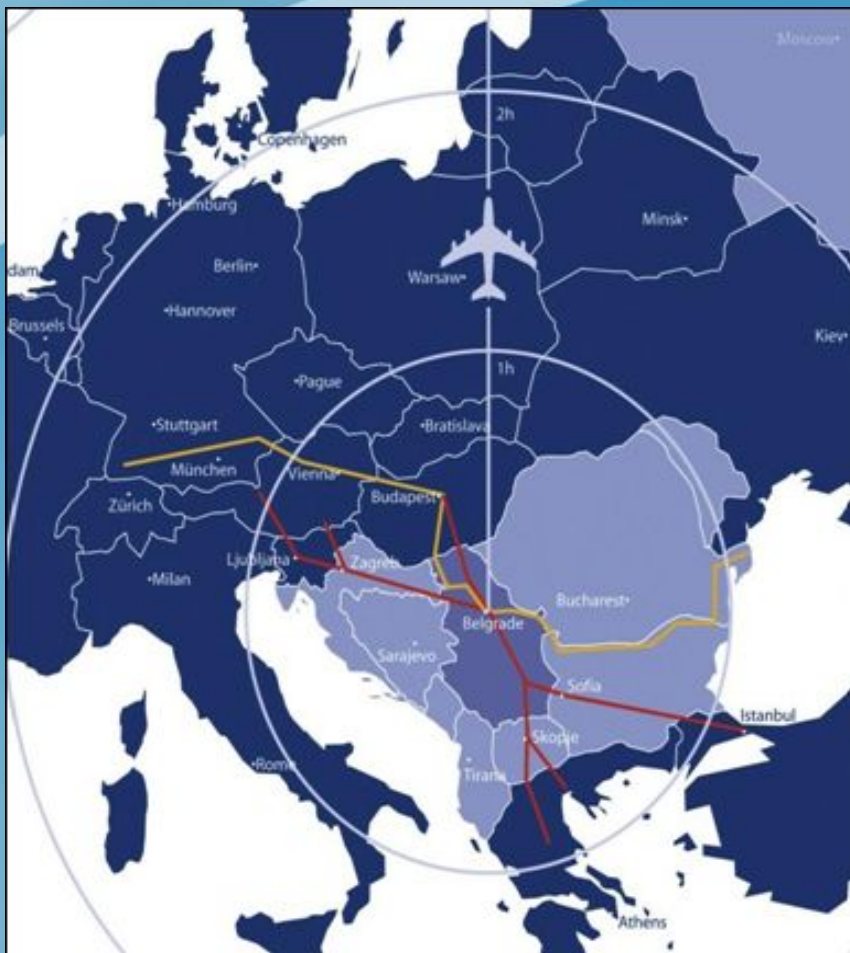 Moscow
2h
Copenhagen
Hamburg
Minsk
Berlin
dam
Warsaw
Hannover
Brussels
Kiev
1h
Pague
Stuttgart
Bratislava
München
Vienna
Budapest
Zürich
Ljubljana
Zagreb
Milan
Bucharest
Belgrade
Sarajevo
Sofia
Istanbul
Skopje
Rome
Tirana
Athens